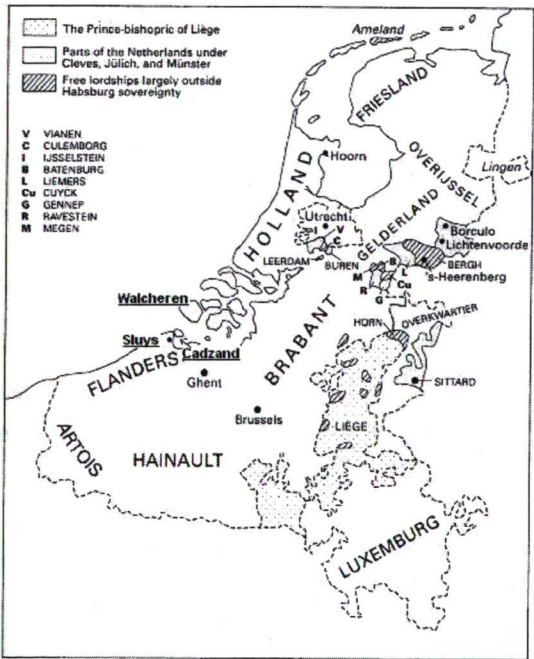 The Prince-bishopric of Liège
Parts of the Netherlands under
Cleves, Jülich, and Münster
Free lordships largely outside
Habsburg sovereignty
V VIANEN
C CULEMBORG
I IJSSELSTEIN
B BATENBURG
L LIEMERS
Cu CUYCK
G GENNEP
R RAVESTEIN
M MEGEN
Ameland
FRIESLAND
Hoorn
OVERIJSSEL
Lingen
HOLLAND
Utrecht
I V
C
GELDERLAND
Borculo
Lichtenvoorde
LEERDAM
BUREN
BERGH
's-Heerenberg
M B L
R Cu
G
Walcheren
HORN
OVERKWARTIER
Sluys
Cadzand
FLANDERS
BRABANT
Ghent
SITTARD
Brussels
LIÈGE
ARTOIS
HAINAULT
LUXEMBURG